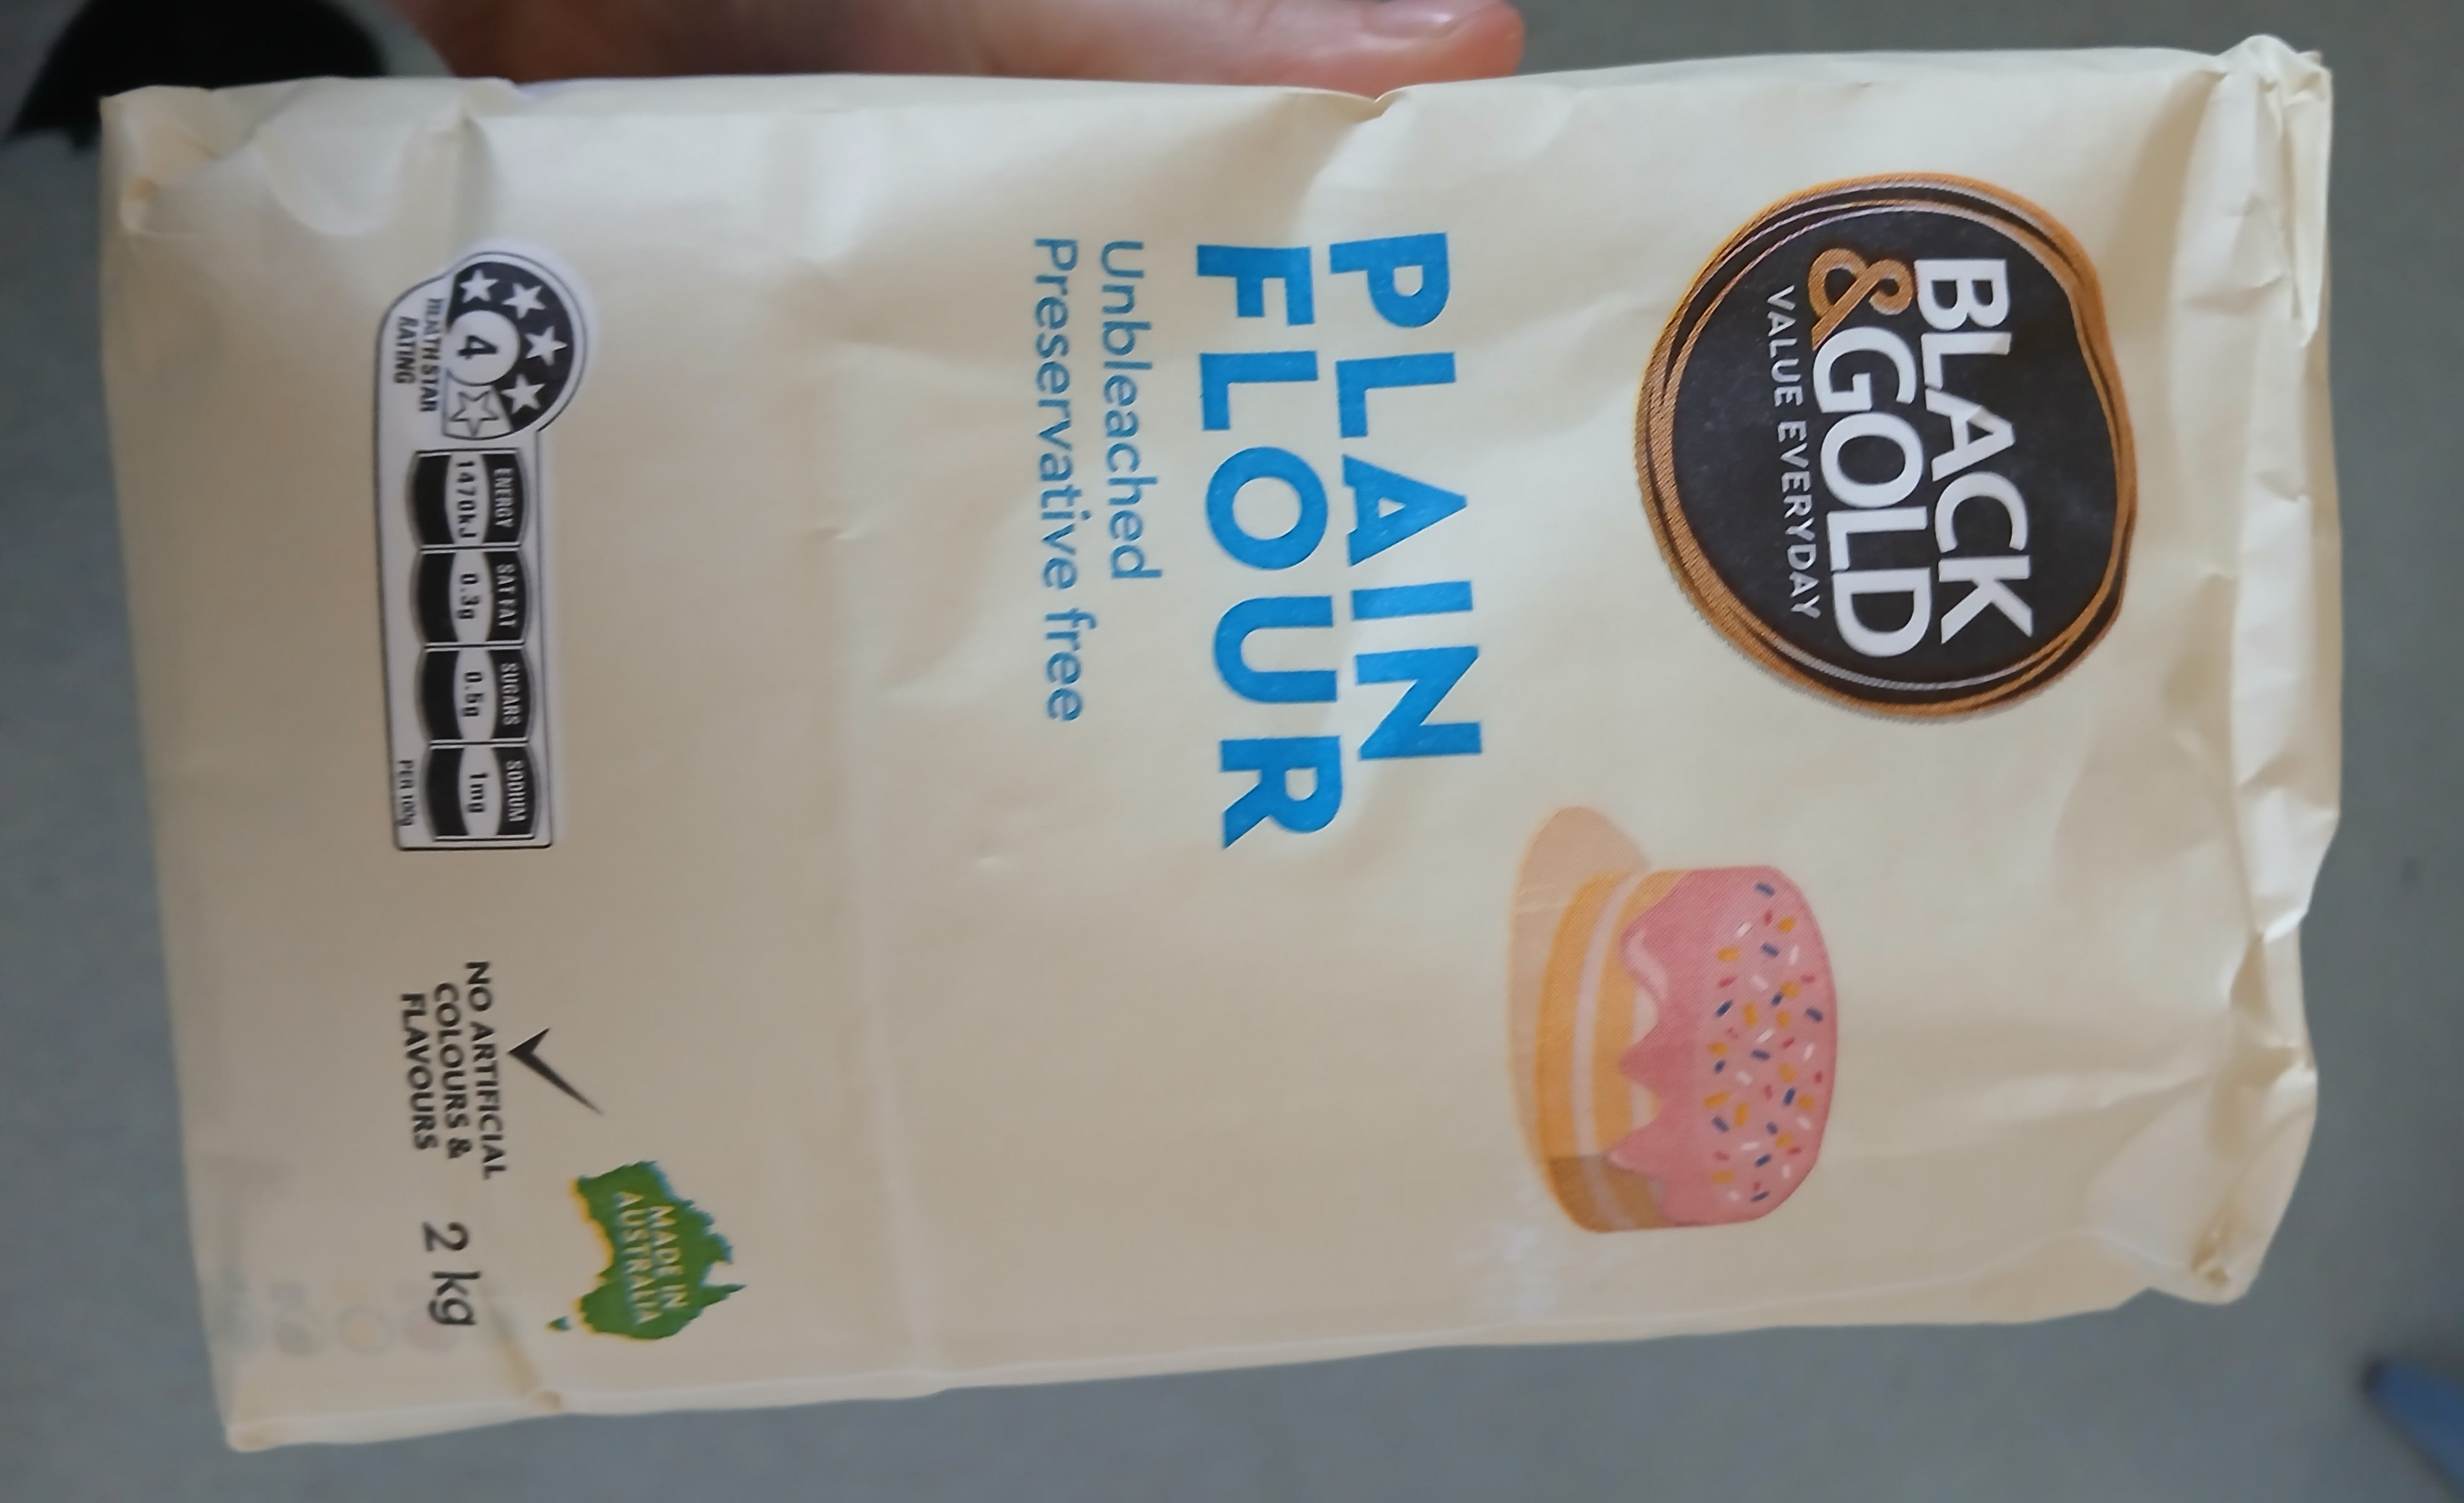 BLACK
& GOLD
VALUE EVERYDAY
PLAIN
FLOUR
Unbleached
Preservative free
4
HEALTH STAR
RATING
ENERGY
1470kJ
SAT FAT
0.3g
SUGARS
0.5g
SODIUM
1mg
PER 100g
NO ARTIFICIAL
COLOURS &
FLAVOURS
MADE IN
AUSTRALIA
2 kg